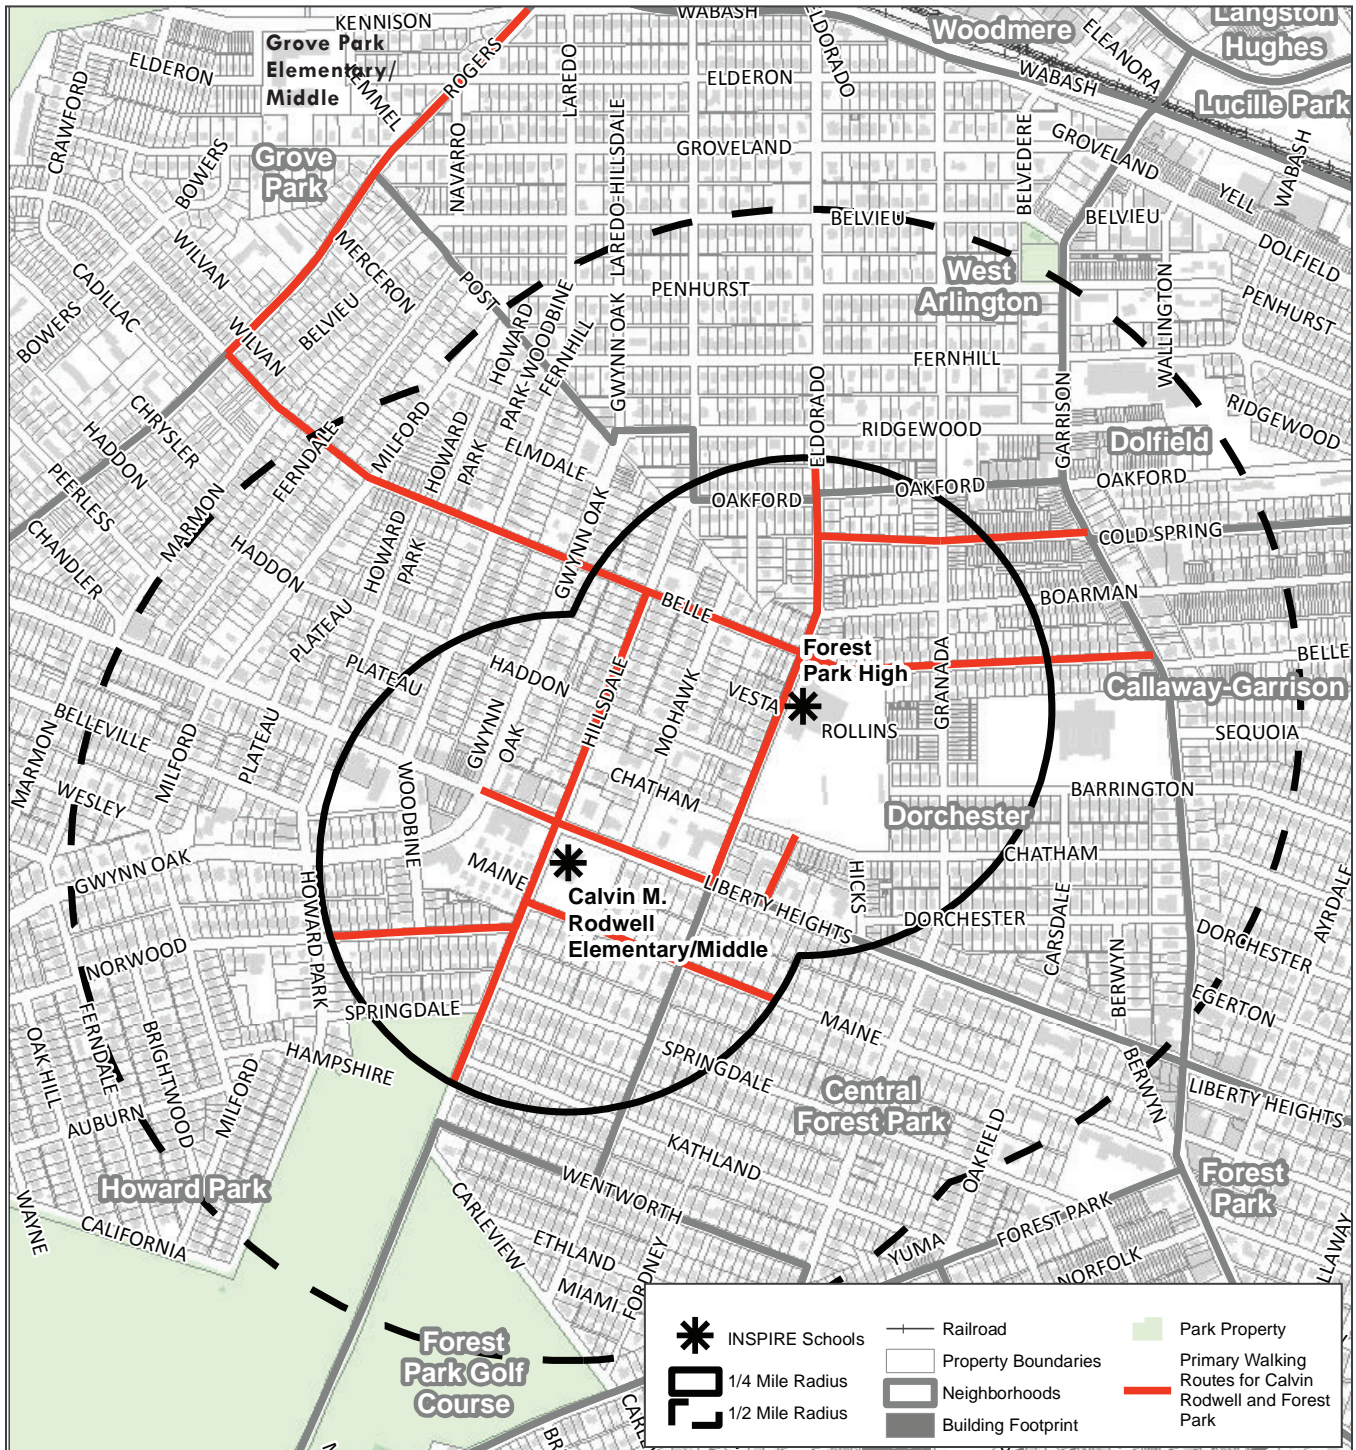 KENNISON
WABASH
ELDORADO
Woodmere
ELEANORA
Langston
Hughes
Grove Park
Elementary/
Middle
ELDERON
KEMMEL
ROGERS
LAREDO
ELDERON
WABASH
Lucille Park
CRAWFORD
GROVELAND
BELVEDERE
GROVELAND
WABASH
Grove
Park
BOWERS
NAVARRO
LAREDO-HILLSDALE
YELL
BELVIEU
BELVIEU
DOLFIELD
WILVAN
MERCERON
CADILLAC
POST
PENHURST
West
Arlington
PENHURST
BOWERS
WILVAN
BELVIEU
HOWARD
PARK-WOODBINE
FERNHILL
GWYNN OAK
FERNHILL
WALLINGTON
GARRISON
ELDORADO
CHRYSLER
MILFORD
HOWARD
PARK
RIDGEWOOD
RIDGEWOOD
Dolfield
HADDON
FERNDALE
ELMDALE
PEERLESS
MARMON
OAKFORD
OAKFORD
OAKFORD
CHANDLER
HADDON
HOWARD
PARK
GWYNN OAK
COLD SPRING
PLATEAU
BELLE
BOARMAN
PLATEAU
HADDON
HILLSDALE
MOHAWK
VESTA
Forest
Park High
GRANADA
BELLE
Callaway-Garrison
BELLEVILLE
MARMON
MILFORD
PLATEAU
GWYNN
OAK
ROLLINS
SEQUOIA
WESLEY
WOODBINE
CHATHAM
BARRINGTON
Dorchester
GWYNN OAK
MAINE
CHATHAM
HOWARD PARK
Calvin M.
Rodwell
Elementary/Middle
LIBERTY HEIGHTS
HICKS
DORCHESTER
CARSDALE
AYRDALE
NORWOOD
DORCHESTER
BERWYN
SPRINGDALE
MAINE
EGERTON
FERNDALE
BRIGHTWOOD
OAK HILL
HAMPSHIRE
SPRINGDALE
BERWYN
MILFORD
AUBURN
Central
Forest Park
LIBERTY HEIGHTS
KATHLAND
OAKFIELD
Howard Park
WENTWORTH
Forest
Park
WAYNE
CALIFORNIA
CARLEVIEW
ETHLAND
FOREST PARK
YUMA
NORFOLK
MIAMI
FORDNEY
Forest
Park Golf
Course
INSPIRE Schools
1/4 Mile Radius
1/2 Mile Radius
Railroad
Property Boundaries
Neighborhoods
Building Footprint
Park Property
Primary Walking
Routes for Calvin
Rodwell and Forest
Park